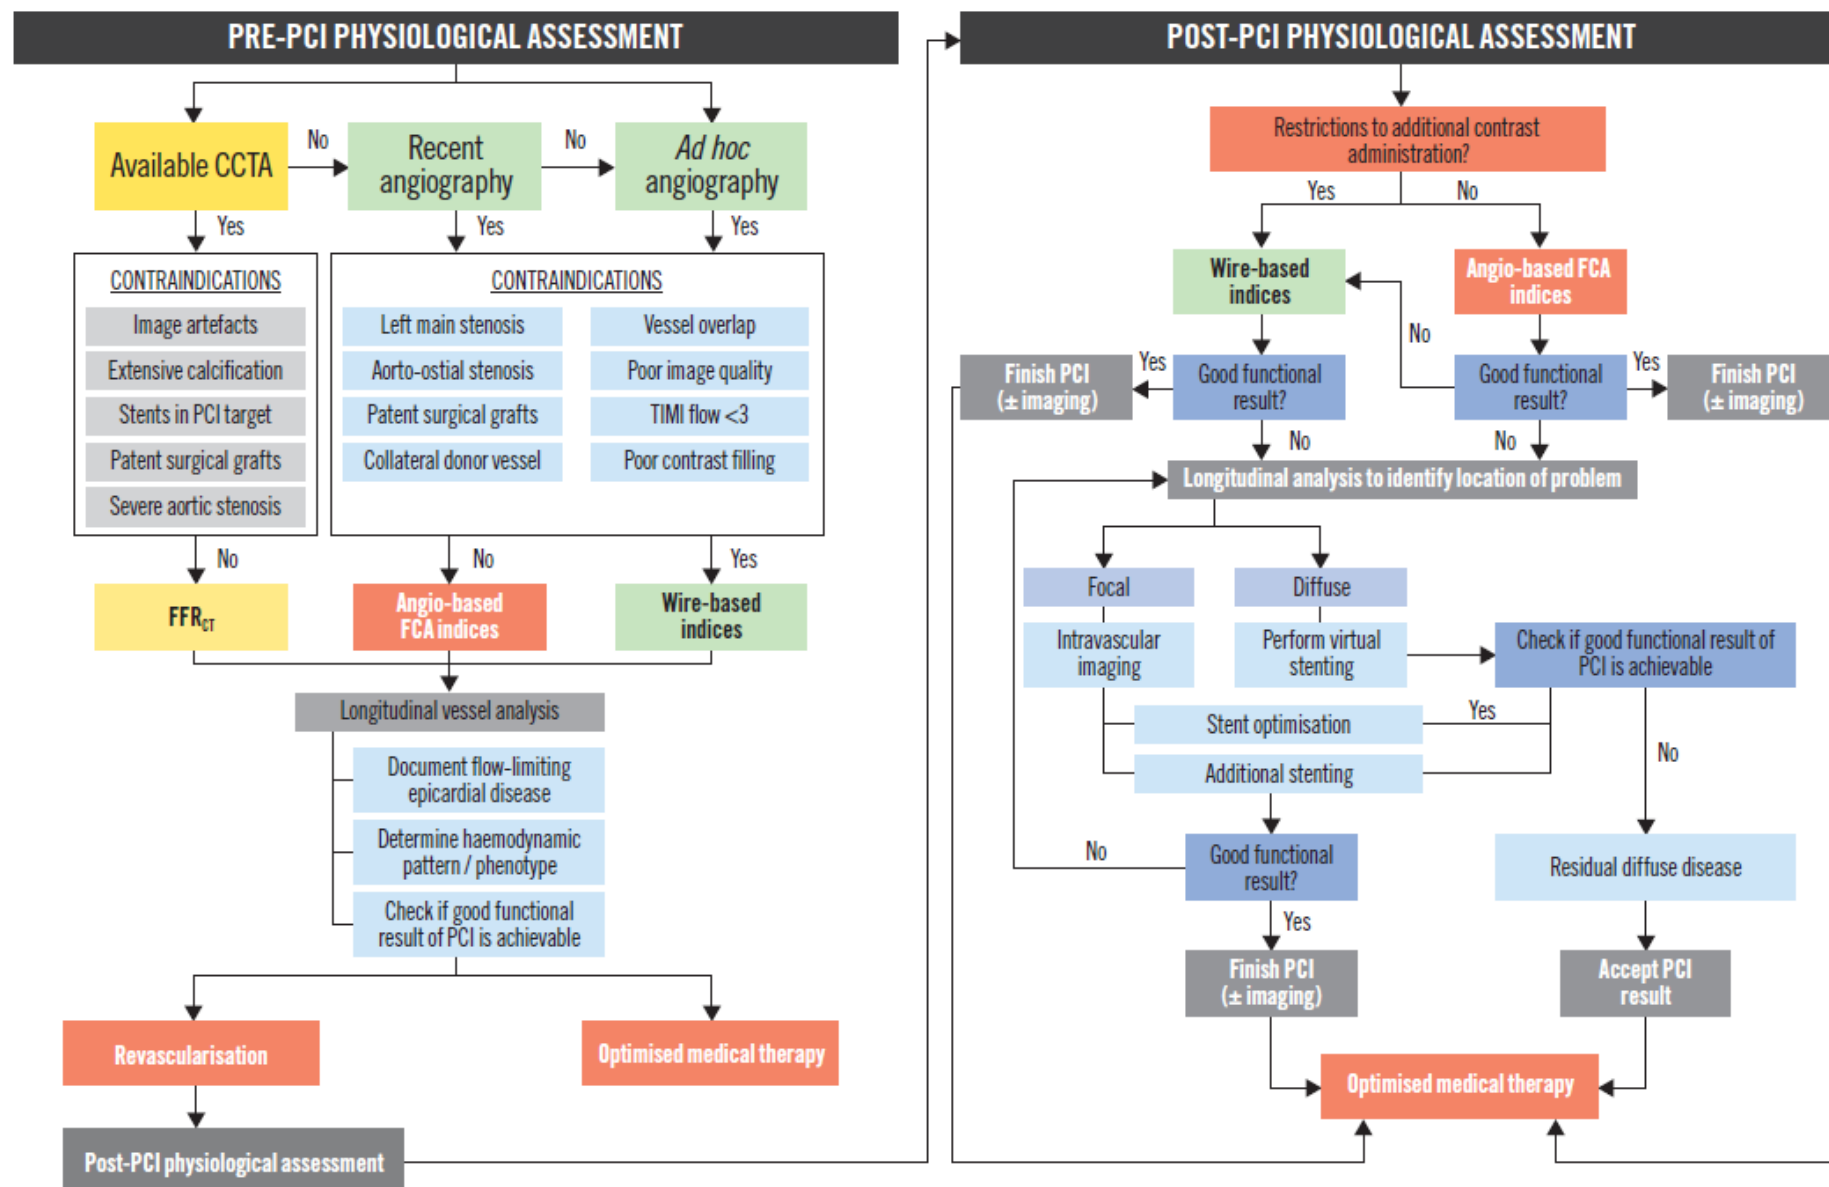 PRE-PCI PHYSIOLOGICAL ASSESSMENT
Available CCTA
No
Recent
angiography
No
Ad hoc
angiography
Yes
Yes
Yes
CONTRAINDICATIONS
Image artefacts
Extensive calcification
Stents in PCI target
Patent surgical grafts
Severe aortic stenosis
CONTRAINDICATIONS
Left main stenosis
Aorto-ostial stenosis
Patent surgical grafts
Collateral donor vessel
Vessel overlap
Poor image quality
TIMI flow <3
Poor contrast filling
No
No
Yes
FFRCT
Angio-based
FCA indices
Wire-based
indices
Longitudinal vessel analysis
Document flow-limiting
epicardial disease
Determine haemodynamic
pattern / phenotype
Check if good functional
result of PCI is achievable
Revascularisation
Optimised medical therapy
Post-PCI physiological assessment
POST-PCI PHYSIOLOGICAL ASSESSMENT
Restrictions to additional contrast
administration?
Yes
No
Wire-based
indices
Angio-based FCA
indices
No
Finish PCI
(± imaging)
Yes
Good functional
result?
Good functional
result?
Yes
Finish PCI
(± imaging)
No
No
Longitudinal analysis to identify location of problem
Focal
Diffuse
Intravascular
imaging
Perform virtual
stenting
Check if good functional result of
PCI is achievable
Stent optimisation
Yes
Additional stenting
No
No
Good functional
result?
Residual diffuse disease
Yes
Finish PCI
(± imaging)
Accept PCI
result
Optimised medical therapy